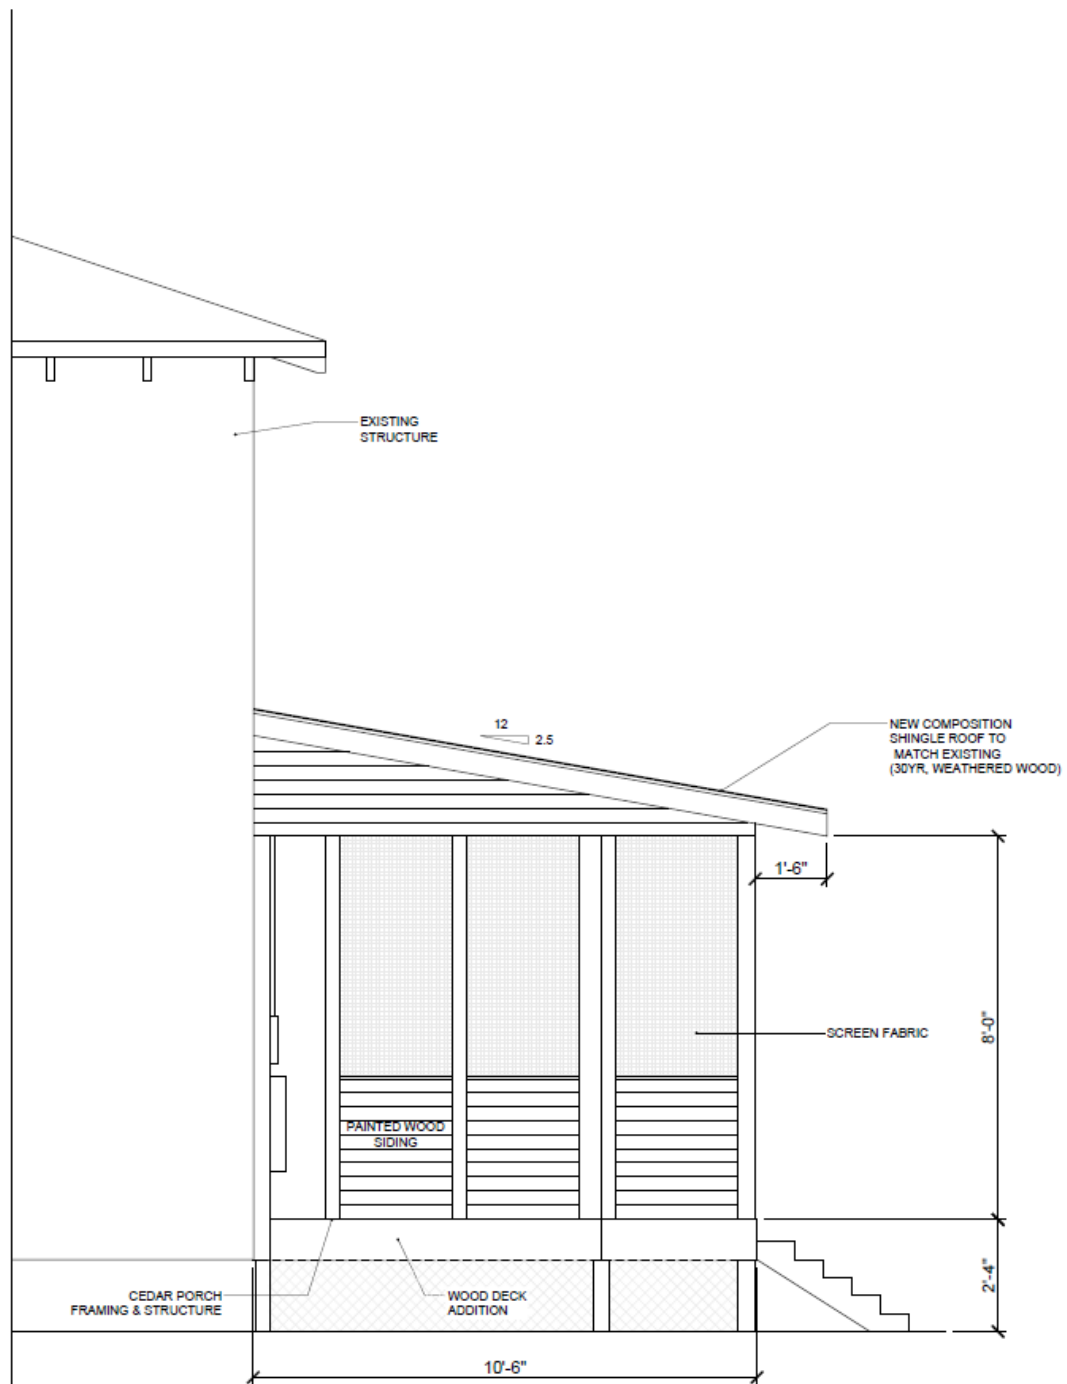 EXISTING
STRUCTURE
12
2.5
NEW COMPOSITION
SHINGLE ROOF TO
MATCH EXISTING
(30YR, WEATHERED WOOD)
1'-6"
8'-0"
SCREEN FABRIC
PAINTED WOOD
SIDING
2'-4"
CEDAR PORCH
FRAMING & STRUCTURE
WOOD DECK
ADDITION
10'-6"